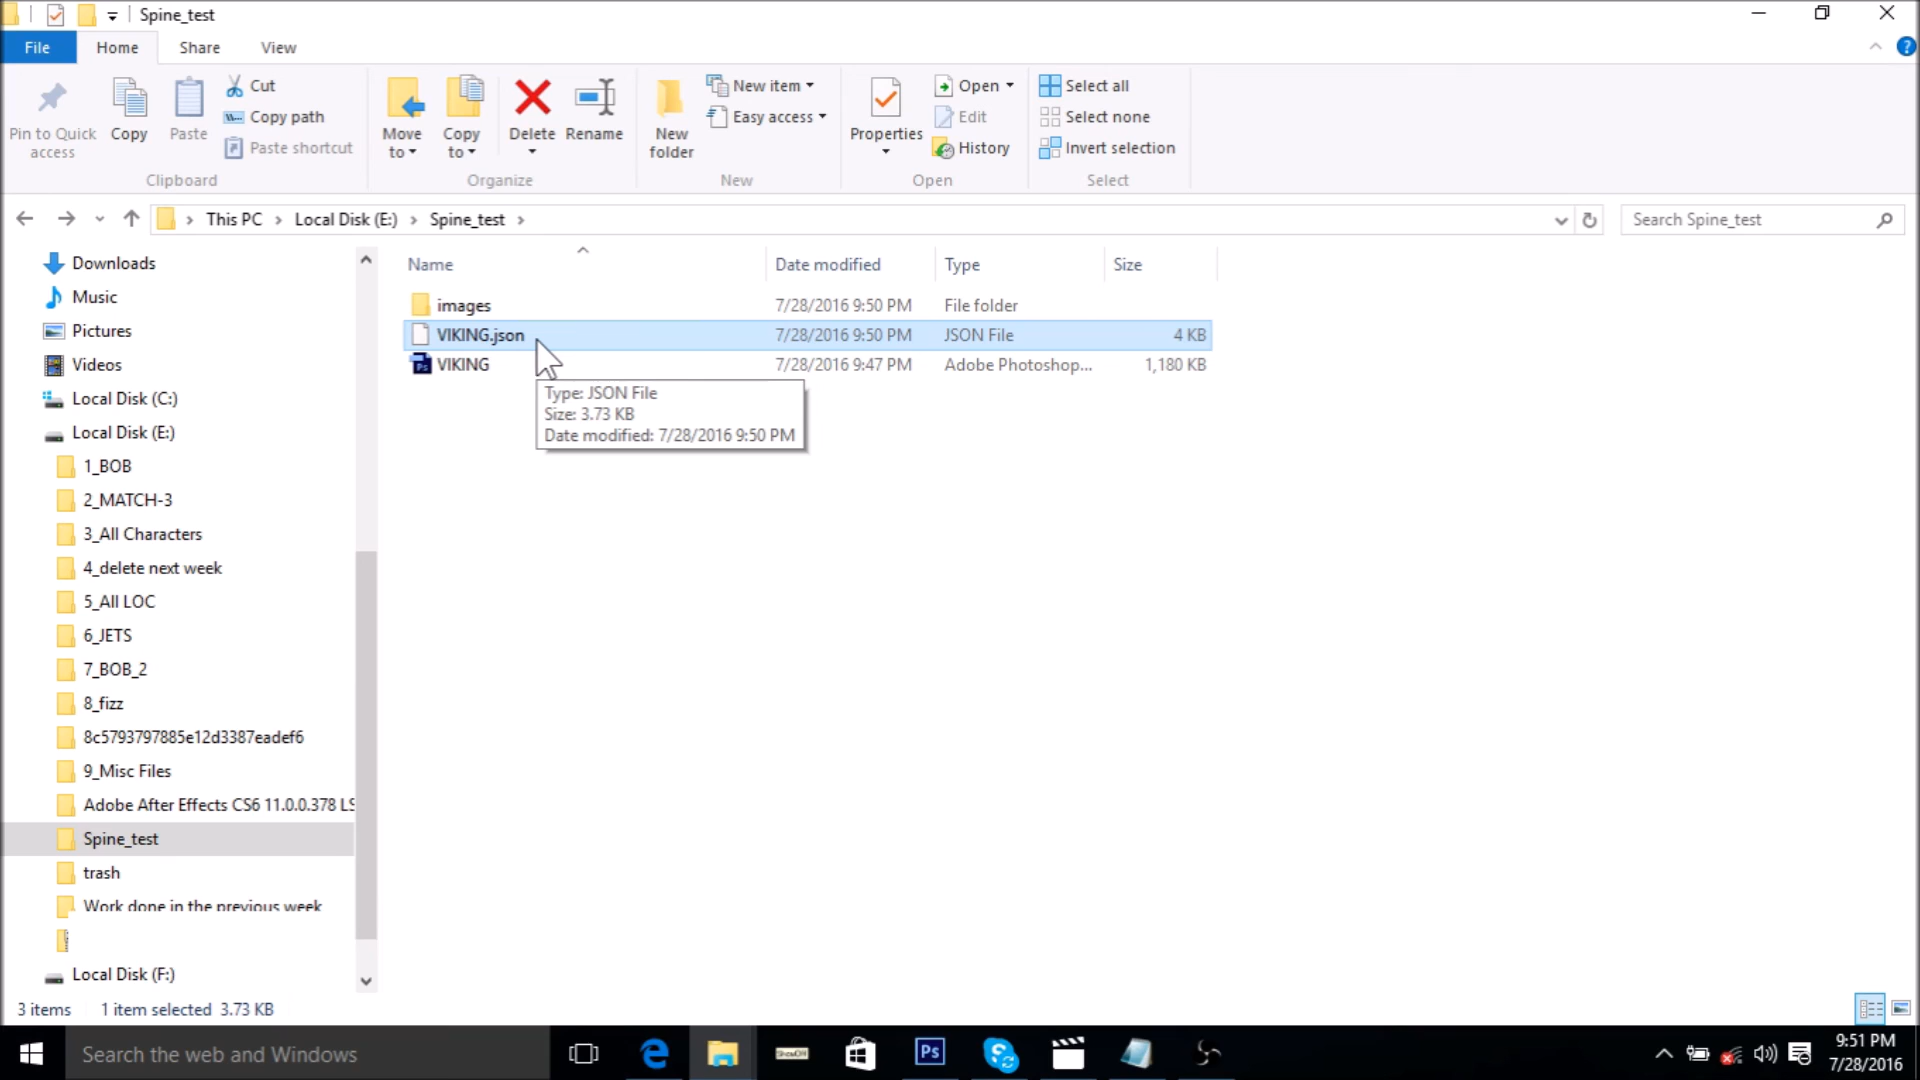 Spine_test
File Home Share View
Pin to Quick access
Copy
Paste
Cut
Copy path
Paste shortcut
Clipboard
Move to
Copy to
Delete
Rename
Organize
New folder
New item
Easy access
New
Properties
Open
Edit
History
Open
Select all
Select none
Invert selection
Select
This PC > Local Disk (E:) > Spine_test >
Search Spine_test
Downloads
Music
Pictures
Videos
Local Disk (C:)
Local Disk (E:)
1_BOB
2_MATCH-3
3_All Characters
4_delete next week
5_All LOC
6_JETS
7_BOB_2
8_fizz
8c5793797885e12d3387eadef6
9_Misc Files
Adobe After Effects CS6 11.0.0.378 LS
Spine_test
trash
Work done in the previous week
Local Disk (F:)
Name Date modified Type Size
images 7/28/2016 9:50 PM File folder
VIKING.json 7/28/2016 9:50 PM JSON File 4 KB
Ps VIKING 7/28/2016 9:47 PM Adobe Photoshop... 1,180 KB
Type: JSON File
Size: 3.73 KB
Date modified: 7/28/2016 9:50 PM
3 items 1 item selected 3.73 KB
Search the web and Windows
Ps
9:51 PM
7/28/2016